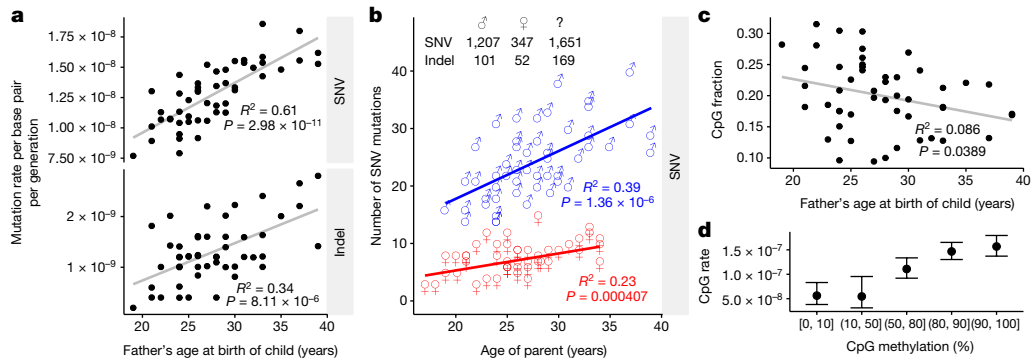 a
Mutation rate per base pair
per generation
1.75 × 10⁻⁸
1.50 × 10⁻⁸
1.25 × 10⁻⁸
1.00 × 10⁻⁸
7.50 × 10⁻⁹
R² = 0.61
P = 2.98 × 10⁻¹¹
SNV
2 × 10⁻⁹
1 × 10⁻⁹
R² = 0.34
P = 8.11 × 10⁻⁶
Indel
20 25 30 35 40
Father's age at birth of child (years)
b
♂ ♀ ?
SNV 1,207 347 1,651
Indel 101 52 169
Number of SNV mutations
40
30
20
10
0
R² = 0.39
P = 1.36 × 10⁻⁶
R² = 0.23
P = 0.000407
SNV
20 25 30 35 40
Age of parent (years)
c
CpG fraction
0.30
0.25
0.20
0.15
0.10
R² = 0.086
P = 0.0389
20 25 30 35 40
Father's age at birth of child (years)
d
CpG rate
1.5 × 10⁻⁷
1.0 × 10⁻⁷
5.0 × 10⁻⁸
[0, 10] (10, 50] (50, 80] (80, 90] (90, 100]
CpG methylation (%)